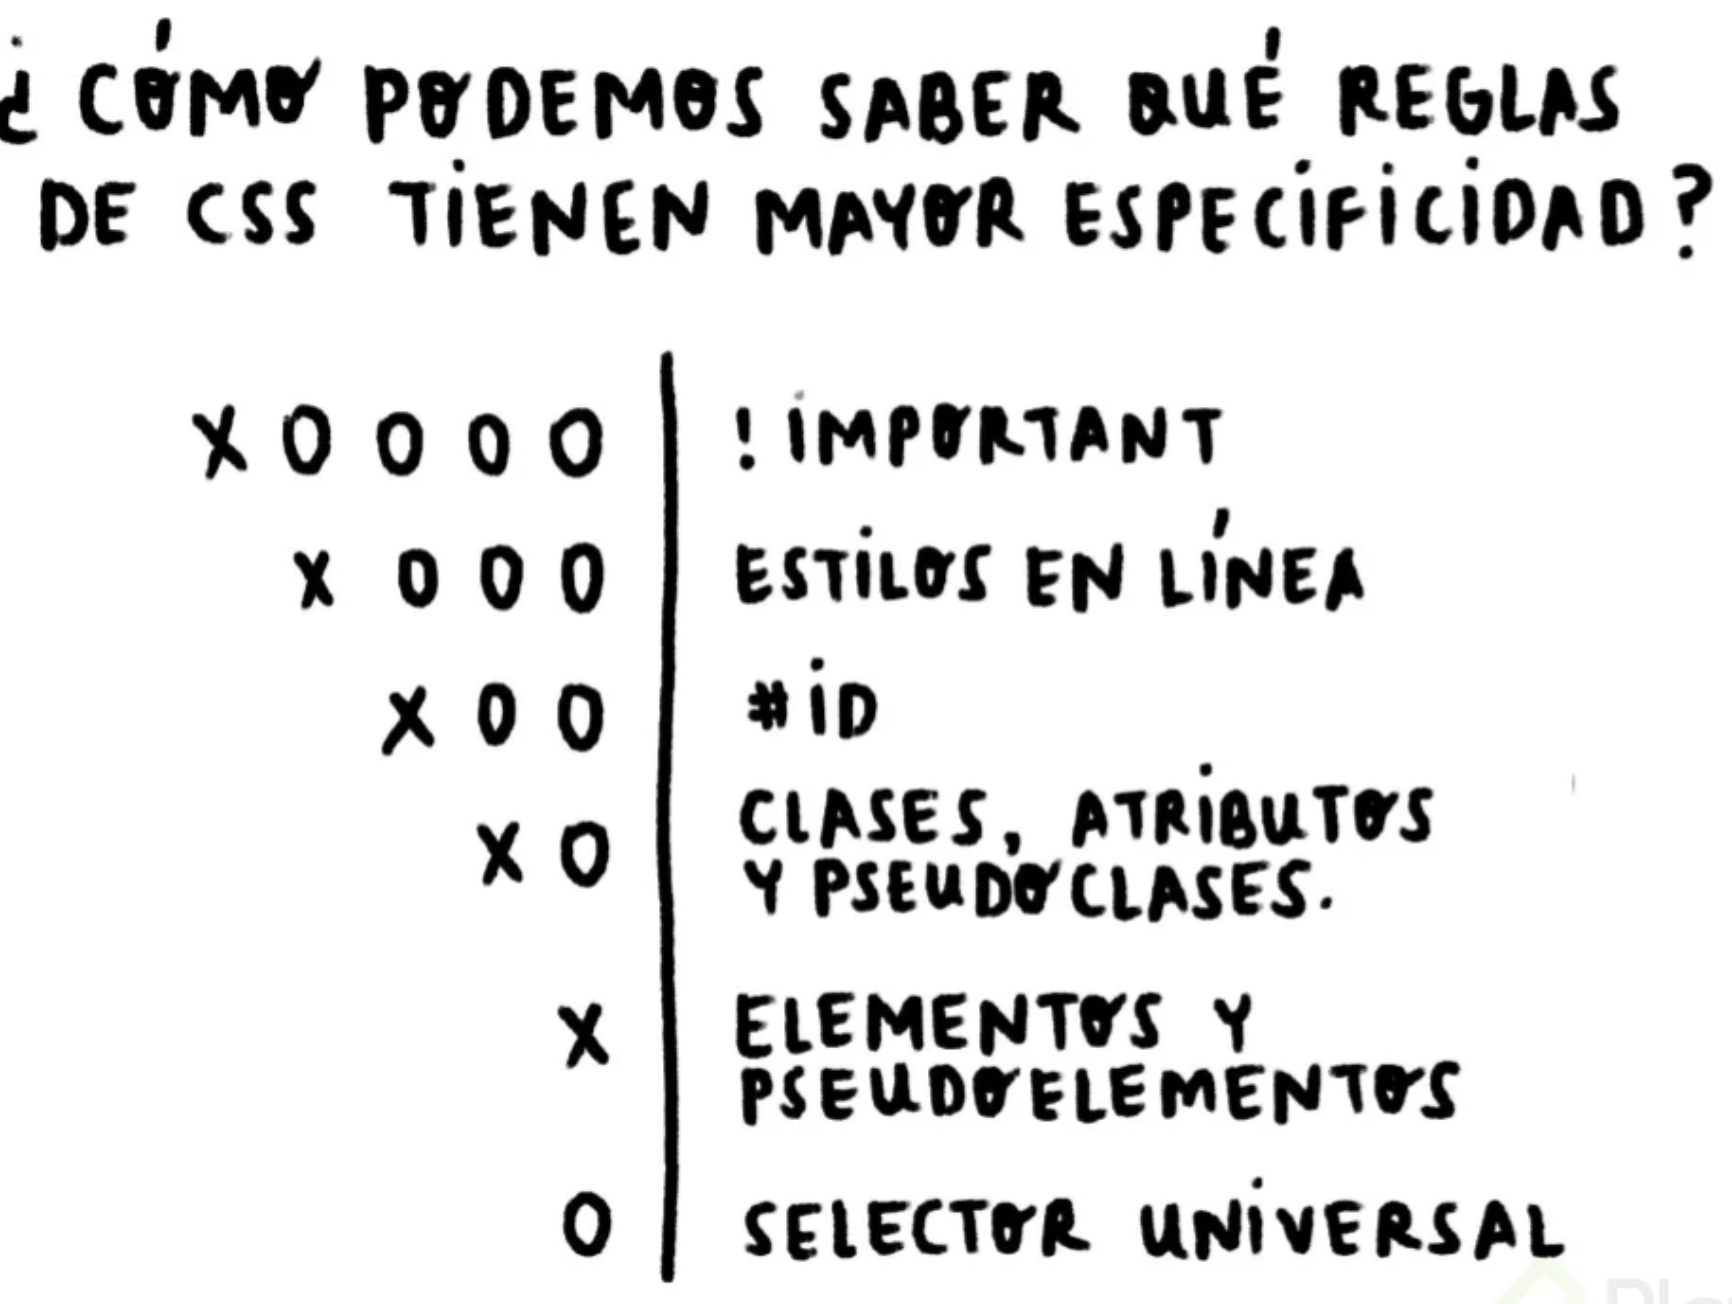 ¿CÓMO PODEMOS SABER QUÉ REGLAS
DE CSS TIENEN MAYOR ESPECIFICIDAD?
X 0 0 0 0 ! IMPORTANT
X 0 0 0 ESTILOS EN LÍNEA
X 0 0 #ID
X 0 CLASES, ATRIBUTOS
Y PSEUDOCLASES.
X ELEMENTOS Y
PSEUDOELEMENTOS
0 SELECTOR UNIVERSAL